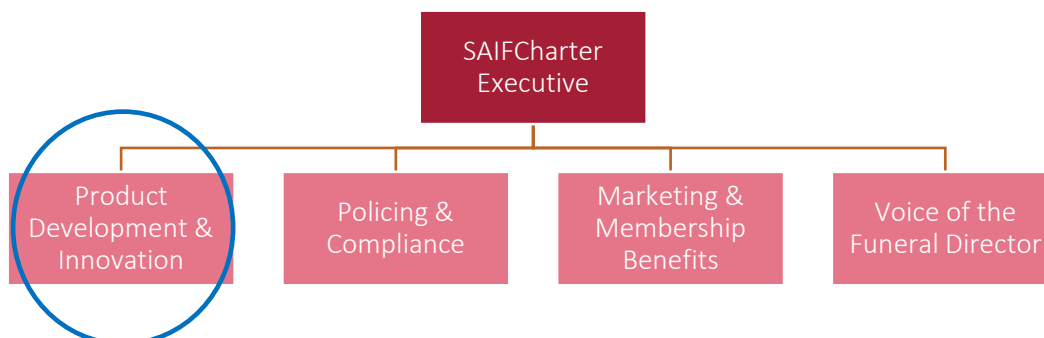 SAIFCharter
Executive
Product
Development &
Innovation
Policing &
Compliance
Marketing &
Membership
Benefits
Voice of the
Funeral Director